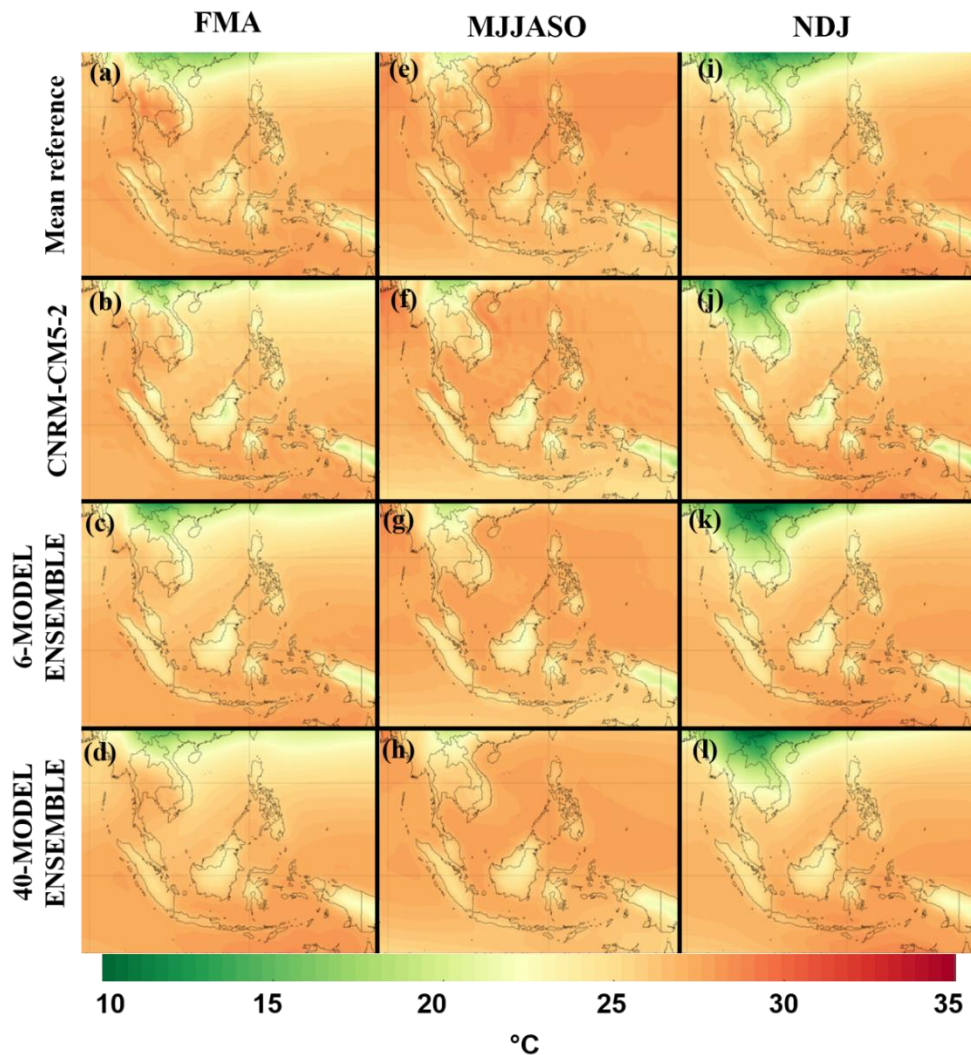 FMA MJJASO NDJ
Mean reference
(a) (e) (i)
CNRM-CM5-2
(b) (f) (j)
6-MODEL
ENSEMBLE
(c) (g) (k)
40-MODEL
ENSEMBLE
(d) (h) (l)
10 15 20 25 30 35
°C